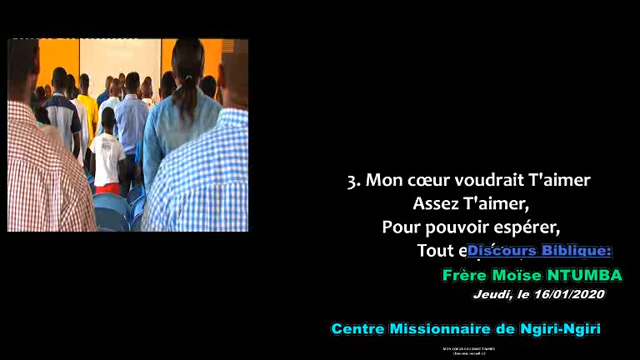 3. Mon cœur voudrait T'aimer
Assez T'aimer,
Pour pouvoir espérer,
Tout
Discours Biblique:
Frère Moïse NTUMBA
Jeudi, le 16/01/2020
Centre Missionnaire de Ngiri-Ngiri